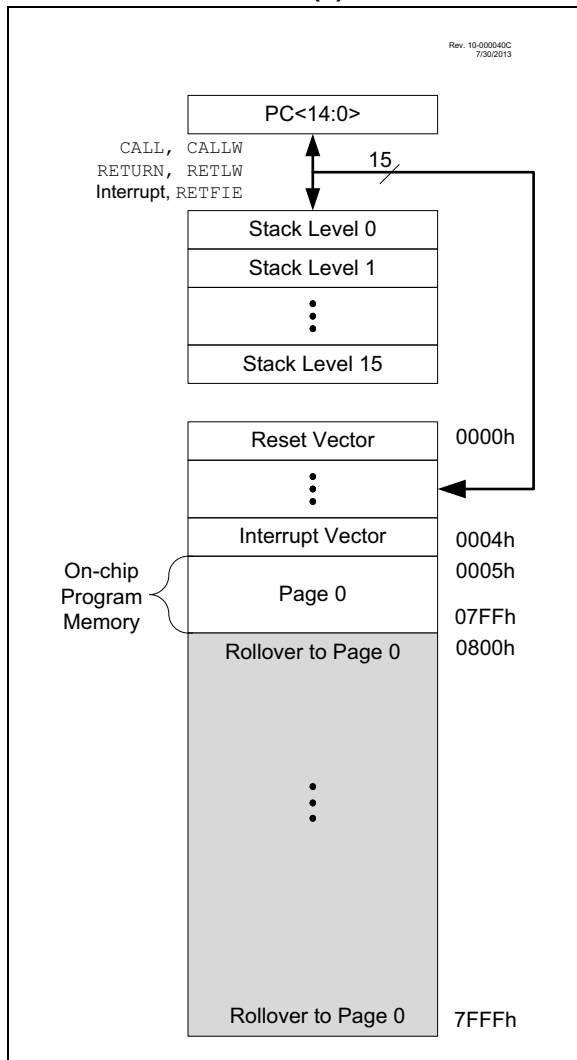 (
)
Rev. 10-000040C
7/30/2013
PC<14:0>
CALL, CALLW
RETURN, RETLW
Interrupt, RETFIE
15
Stack Level 0
Stack Level 1
Stack Level 15
Reset Vector
0000h
Interrupt Vector
0004h
On-chip
Program
Memory
0005h
Page 0
07FFh
Rollover to Page 0
0800h
Rollover to Page 0
7FFFh